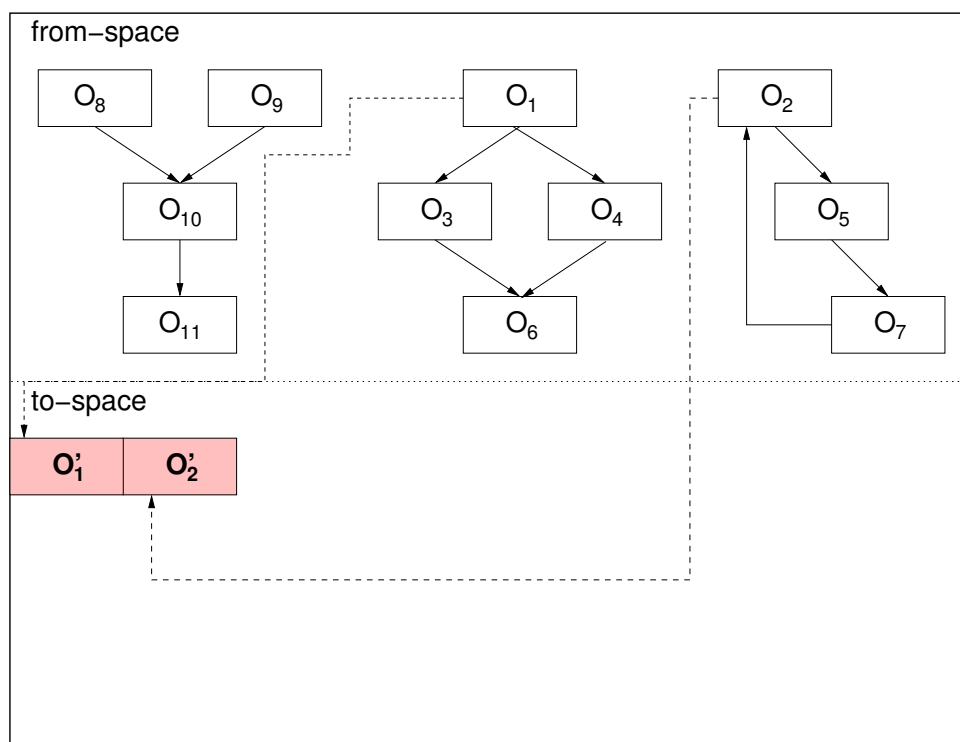 from−space
O8 O9 O1 O2
O10 O3 O4 O5
O11 O6 O7
to−space
O'1 O'2